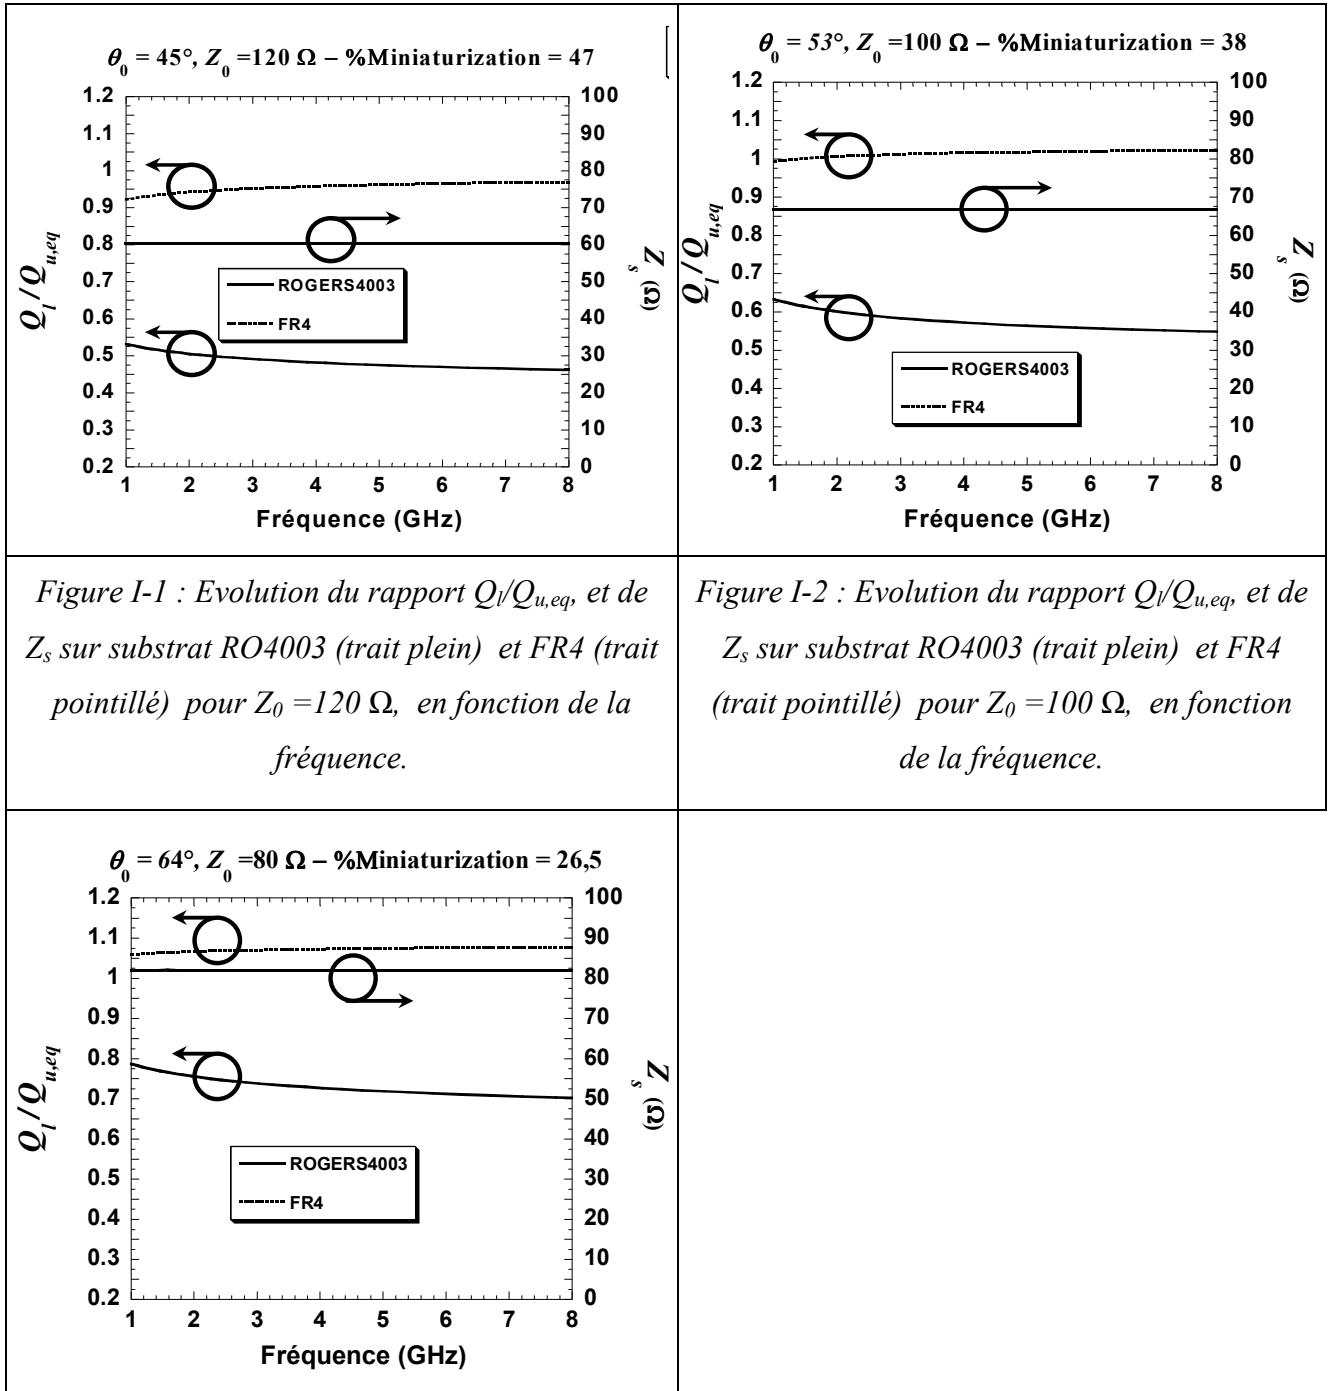 θ0 = 45°, Z0 =120 Ω – %Miniaturization = 47
1.2
1.1
1
0.9
0.8
0.7
0.6
0.5
0.4
0.3
0.2
Ql/Qu,eq
100
90
80
70
60
50
40
30
20
10
0
Zs (Ω)
ROGERS4003
FR4
1 2 3 4 5 6 7 8
Fréquence (GHz)
θ0 = 53°, Z0 =100 Ω – %Miniaturization = 38
1.2
1.1
1
0.9
0.8
0.7
0.6
0.5
0.4
0.3
0.2
Ql/Qu,eq
100
90
80
70
60
50
40
30
20
10
0
Zs (Ω)
ROGERS4003
FR4
1 2 3 4 5 6 7 8
Fréquence (GHz)
Figure I-1 : Evolution du rapport Ql/Qu,eq, et de
Zs sur substrat RO4003 (trait plein) et FR4 (trait
pointillé) pour Z0 =120 Ω, en fonction de la
fréquence.
Figure I-2 : Evolution du rapport Ql/Qu,eq, et de
Zs sur substrat RO4003 (trait plein) et FR4
(trait pointillé) pour Z0 =100 Ω, en fonction
de la fréquence.
θ0 = 64°, Z0 =80 Ω – %Miniaturization = 26,5
1.2
1.1
1
0.9
0.8
0.7
0.6
0.5
0.4
0.3
0.2
Ql/Qu,eq
100
90
80
70
60
50
40
30
20
10
0
Zs (Ω)
ROGERS4003
FR4
1 2 3 4 5 6 7 8
Fréquence (GHz)